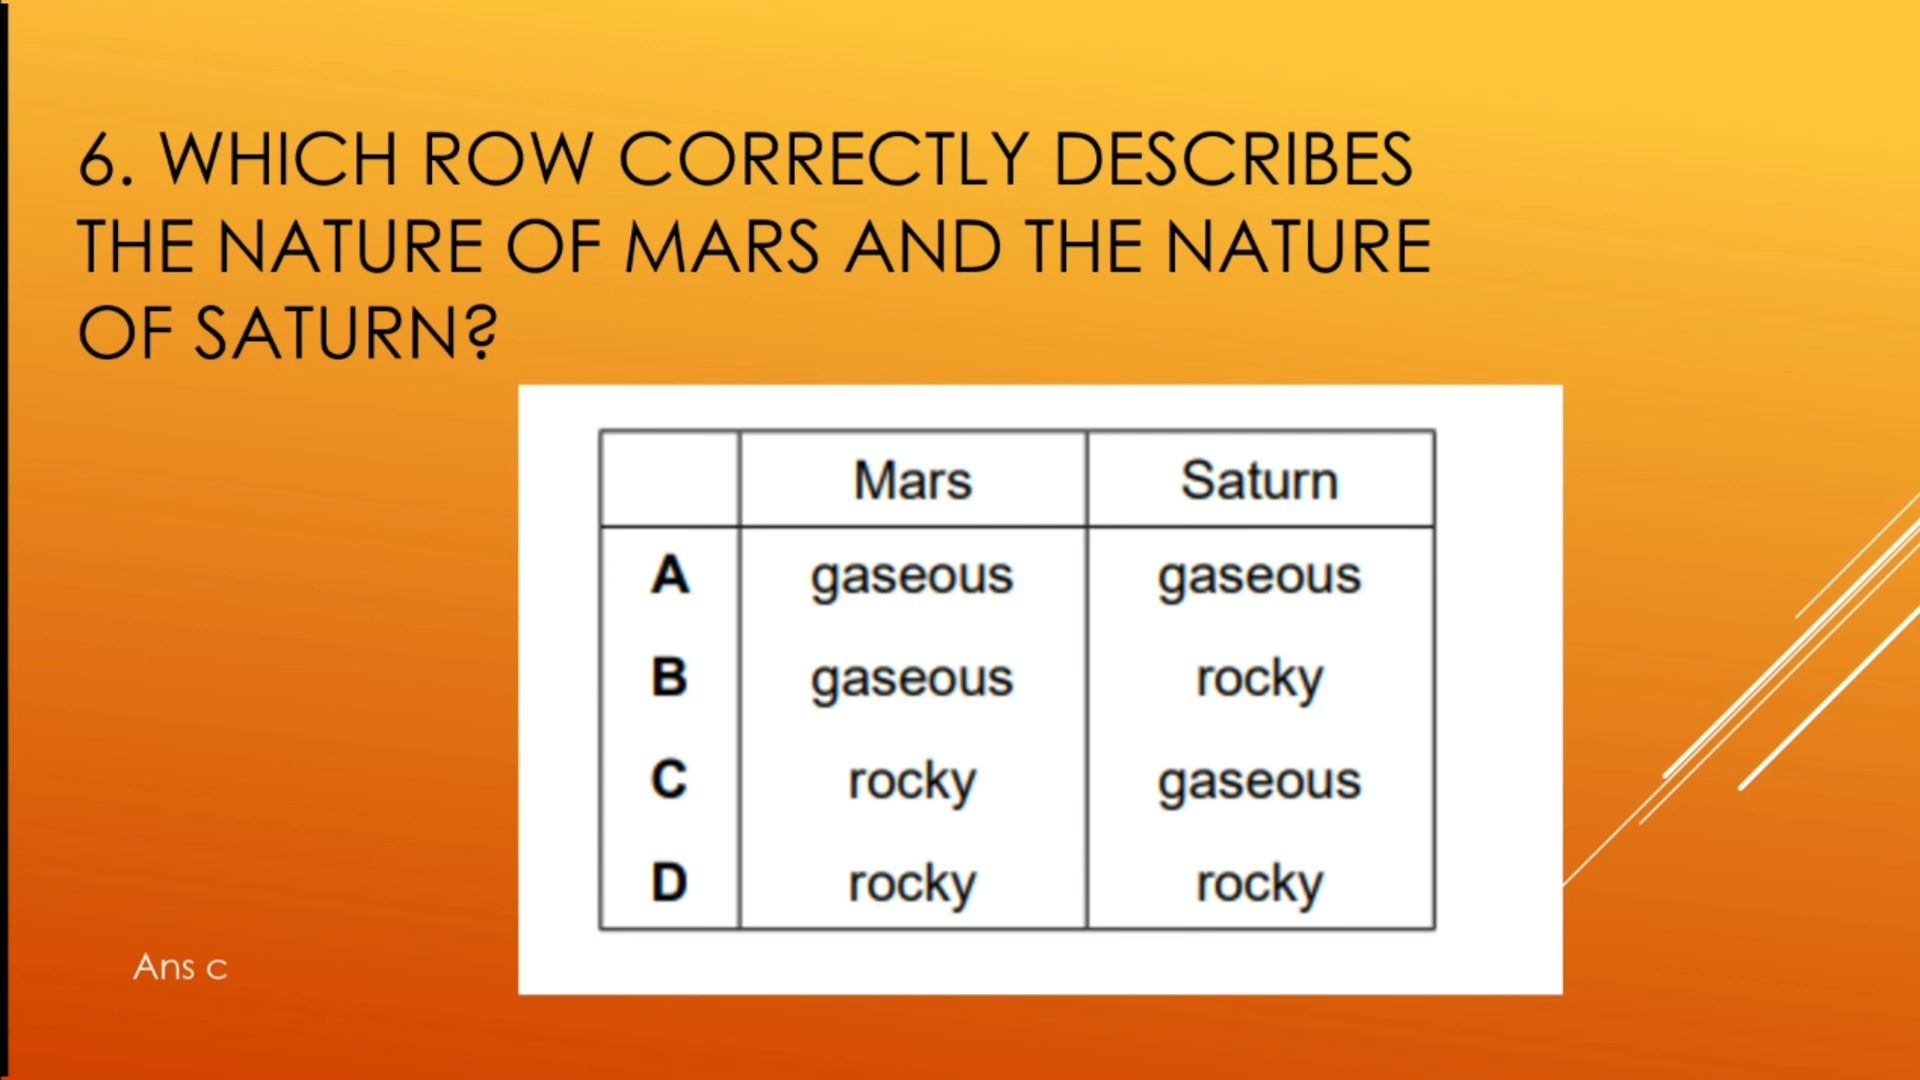 6. WHICH ROW CORRECTLY DESCRIBES
THE NATURE OF MARS AND THE NATURE
OF SATURN?
Mars Saturn
A gaseous gaseous
B gaseous rocky
C rocky gaseous
D rocky rocky
Ans c